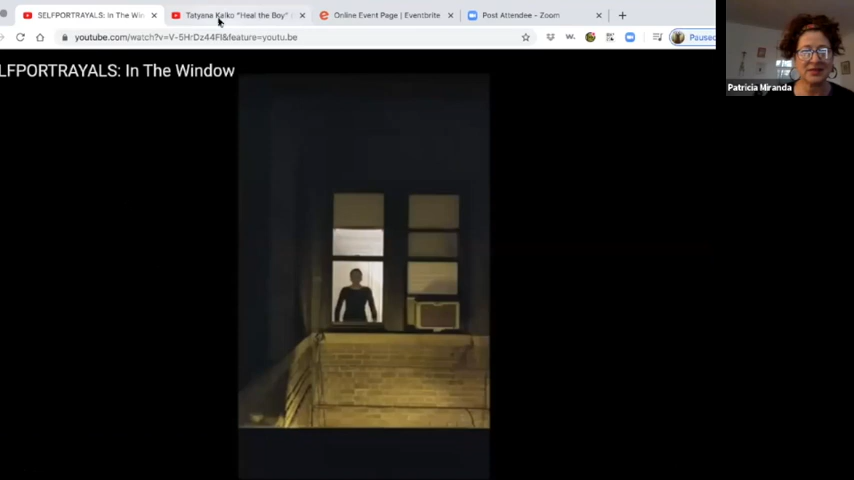 SELFPORTRAYALS: In The Win
Tatyana Kalko "Heal the Boy" |
Online Event Page | Eventbrite
Post Attendee - Zoom
youtube.com/watch?v=V-5HrDz44FI&feature=youtu.be
Paused
LFPORTRAYALS: In The Window
Patricia Miranda